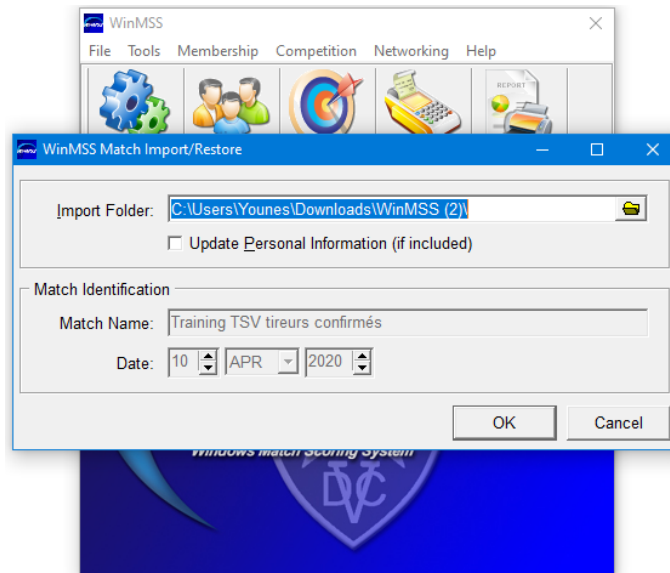 WinMSS
File Tools Membership Competition Networking Help
REPORT
WinMSS Match Import/Restore
Import Folder: C:\Users\Younes\Downloads\WinMSS (2)\
Update Personal Information (if included)
Match Identification
Match Name: Training TSV tireurs confirmés
Date: 10 APR 2020
OK Cancel
Windows Match Scoring System
DVC